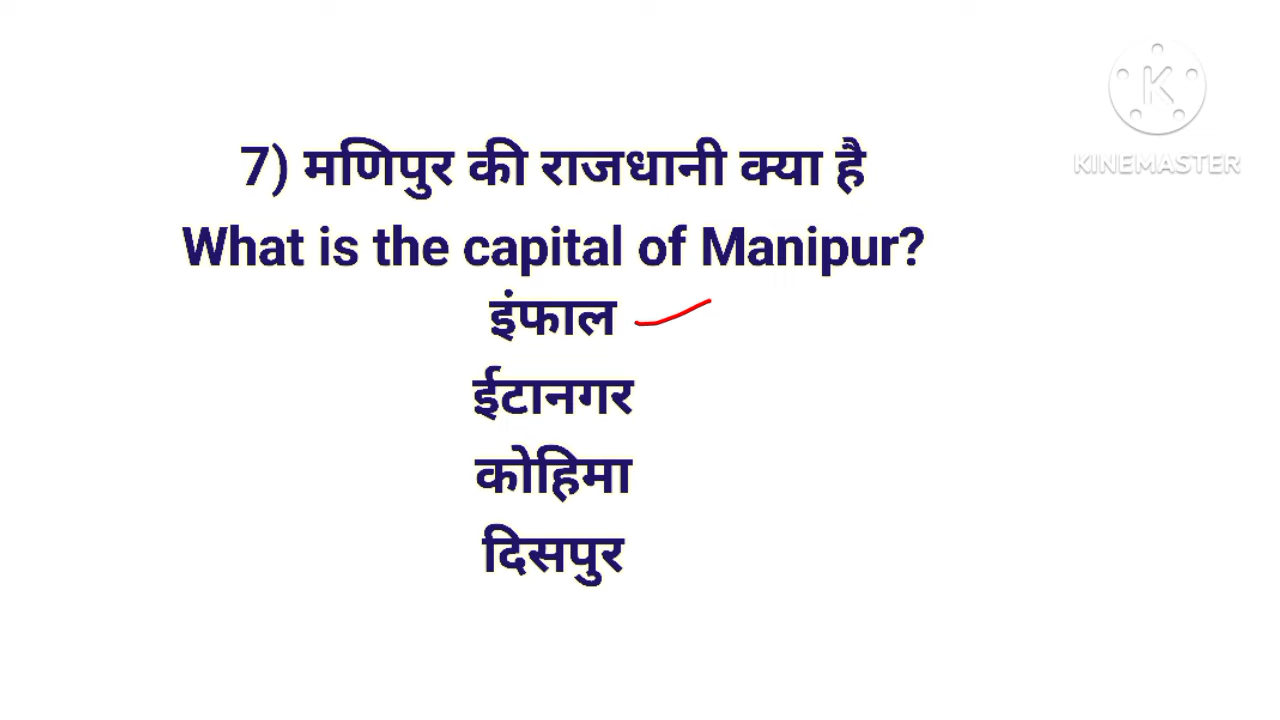 7) मणिपुर की राजधानी क्या है
What is the capital of Manipur?
इंफाल
ईटानगर
कोहिमा
दिसपुर
K
KINEMASTER